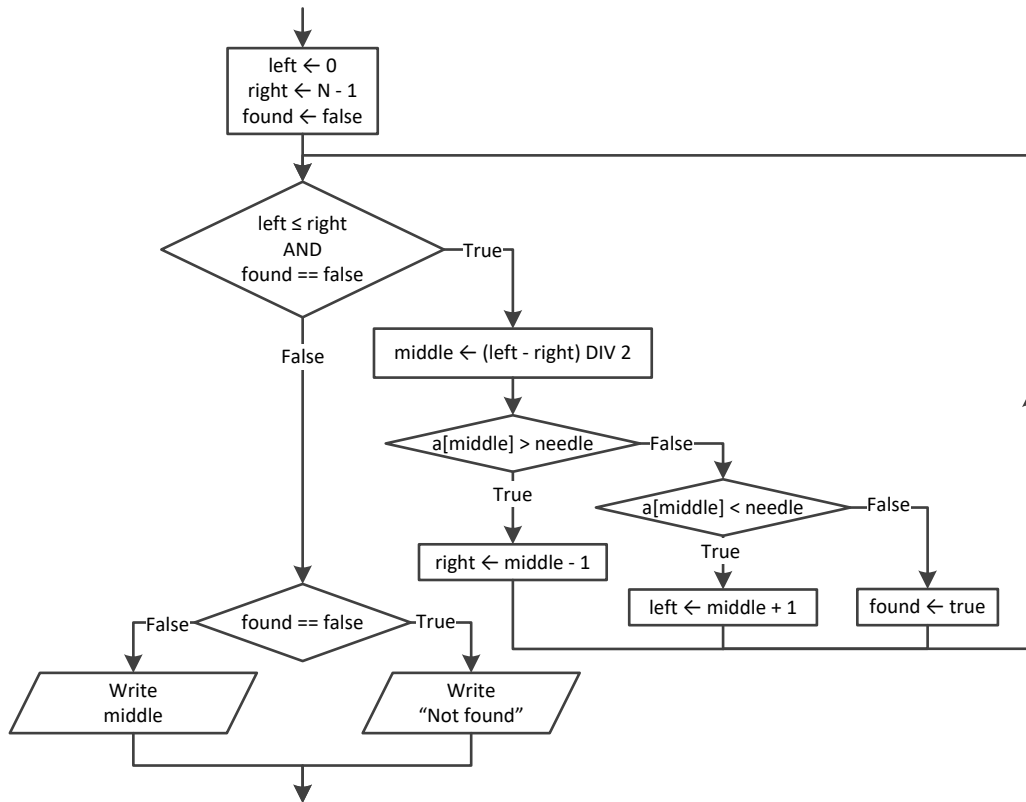 left ← 0
right ← N - 1
found ← false
left ≤ right
AND
found == false
True
False
middle ← (left - right) DIV 2
a[middle] > needle
False
True
a[middle] < needle
False
True
right ← middle - 1
left ← middle + 1
found ← true
found == false
False
True
Write
middle
Write
“Not found”